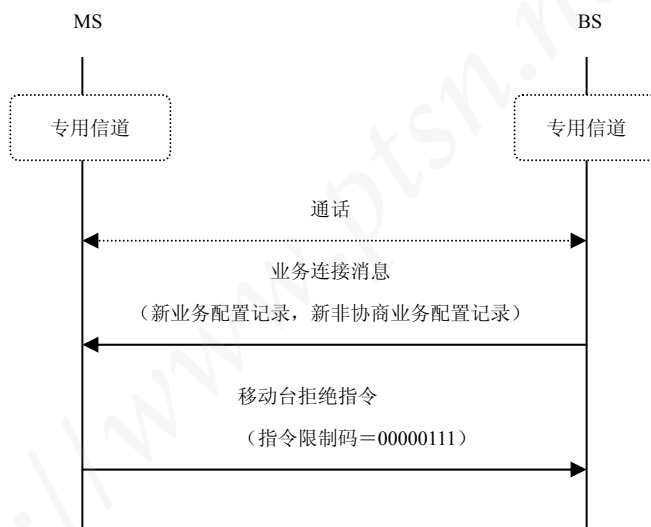 MS
BS
专用信道
专用信道
通话
业务连接消息
（新业务配置记录，新非协商业务配置记录）
移动台拒绝指令
（指令限制码＝00000111）
://www.ptsn.n